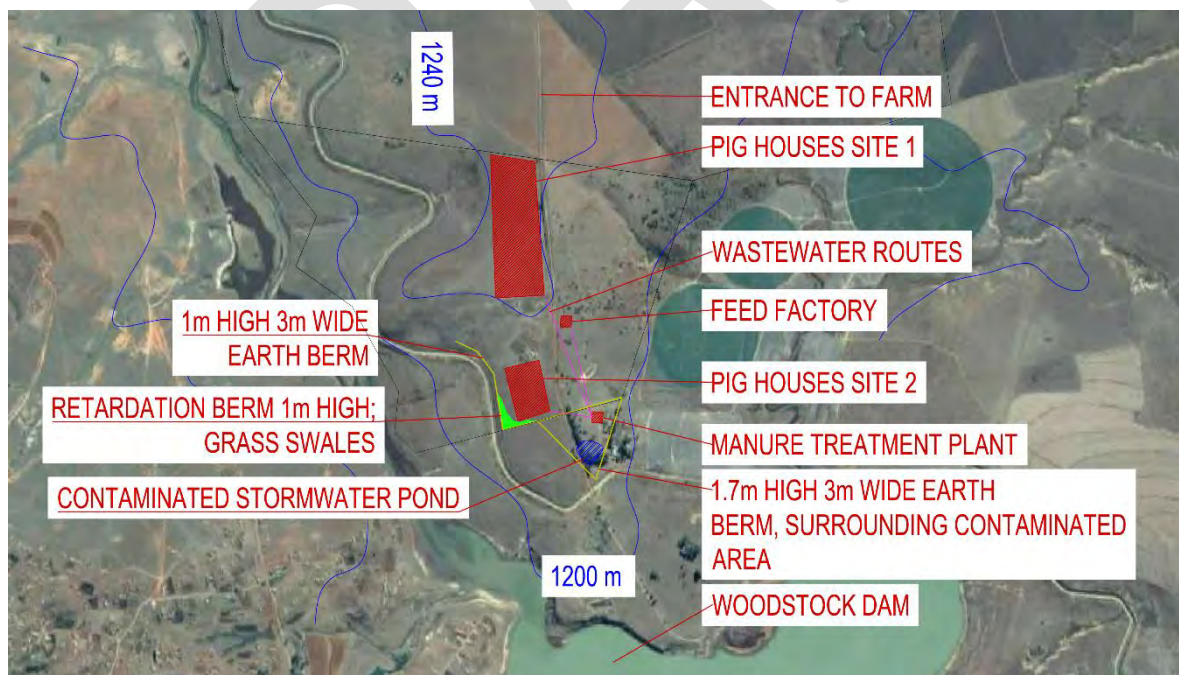 1240 m
ENTRANCE TO FARM
PIG HOUSES SITE 1
WASTEWATER ROUTES
FEED FACTORY
1m HIGH 3m WIDE
EARTH BERM
PIG HOUSES SITE 2
RETARDATION BERM 1m HIGH;
GRASS SWALES
MANURE TREATMENT PLANT
CONTAMINATED STORMWATER POND
1.7m HIGH 3m WIDE EARTH
BERM, SURROUNDING CONTAMINATED
AREA
1200 m
WOODSTOCK DAM